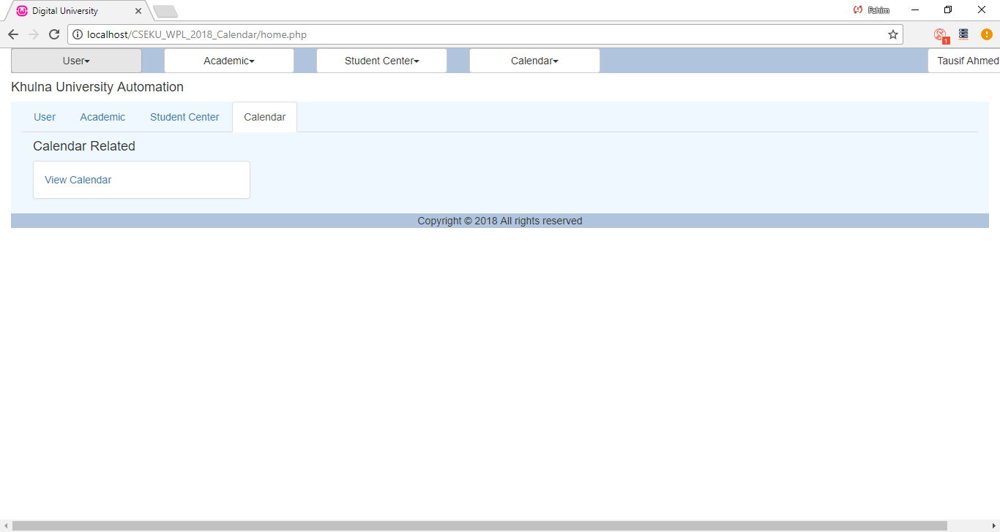 Digital University
Fahim
localhost/CSEKU_WPL_2018_Calendar/home.php
1
User Academic Student Center Calendar Tausif Ahmed
Khulna University Automation
User Academic Student Center Calendar
Calendar Related
View Calendar
Copyright © 2018 All rights reserved